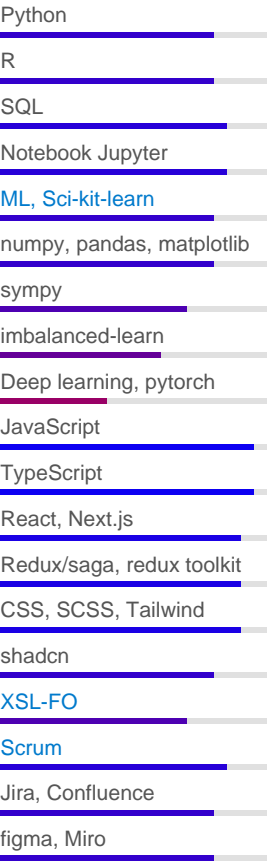 Python
R
SQL
Notebook Jupyter
ML, Sci-kit-learn
numpy, pandas, matplotlib
sympy
imbalanced-learn
Deep learning, pytorch
JavaScript
TypeScript
React, Next.js
Redux/saga, redux toolkit
CSS, SCSS, Tailwind
shadcn
XSL-FO
Scrum
Jira, Confluence
figma, Miro